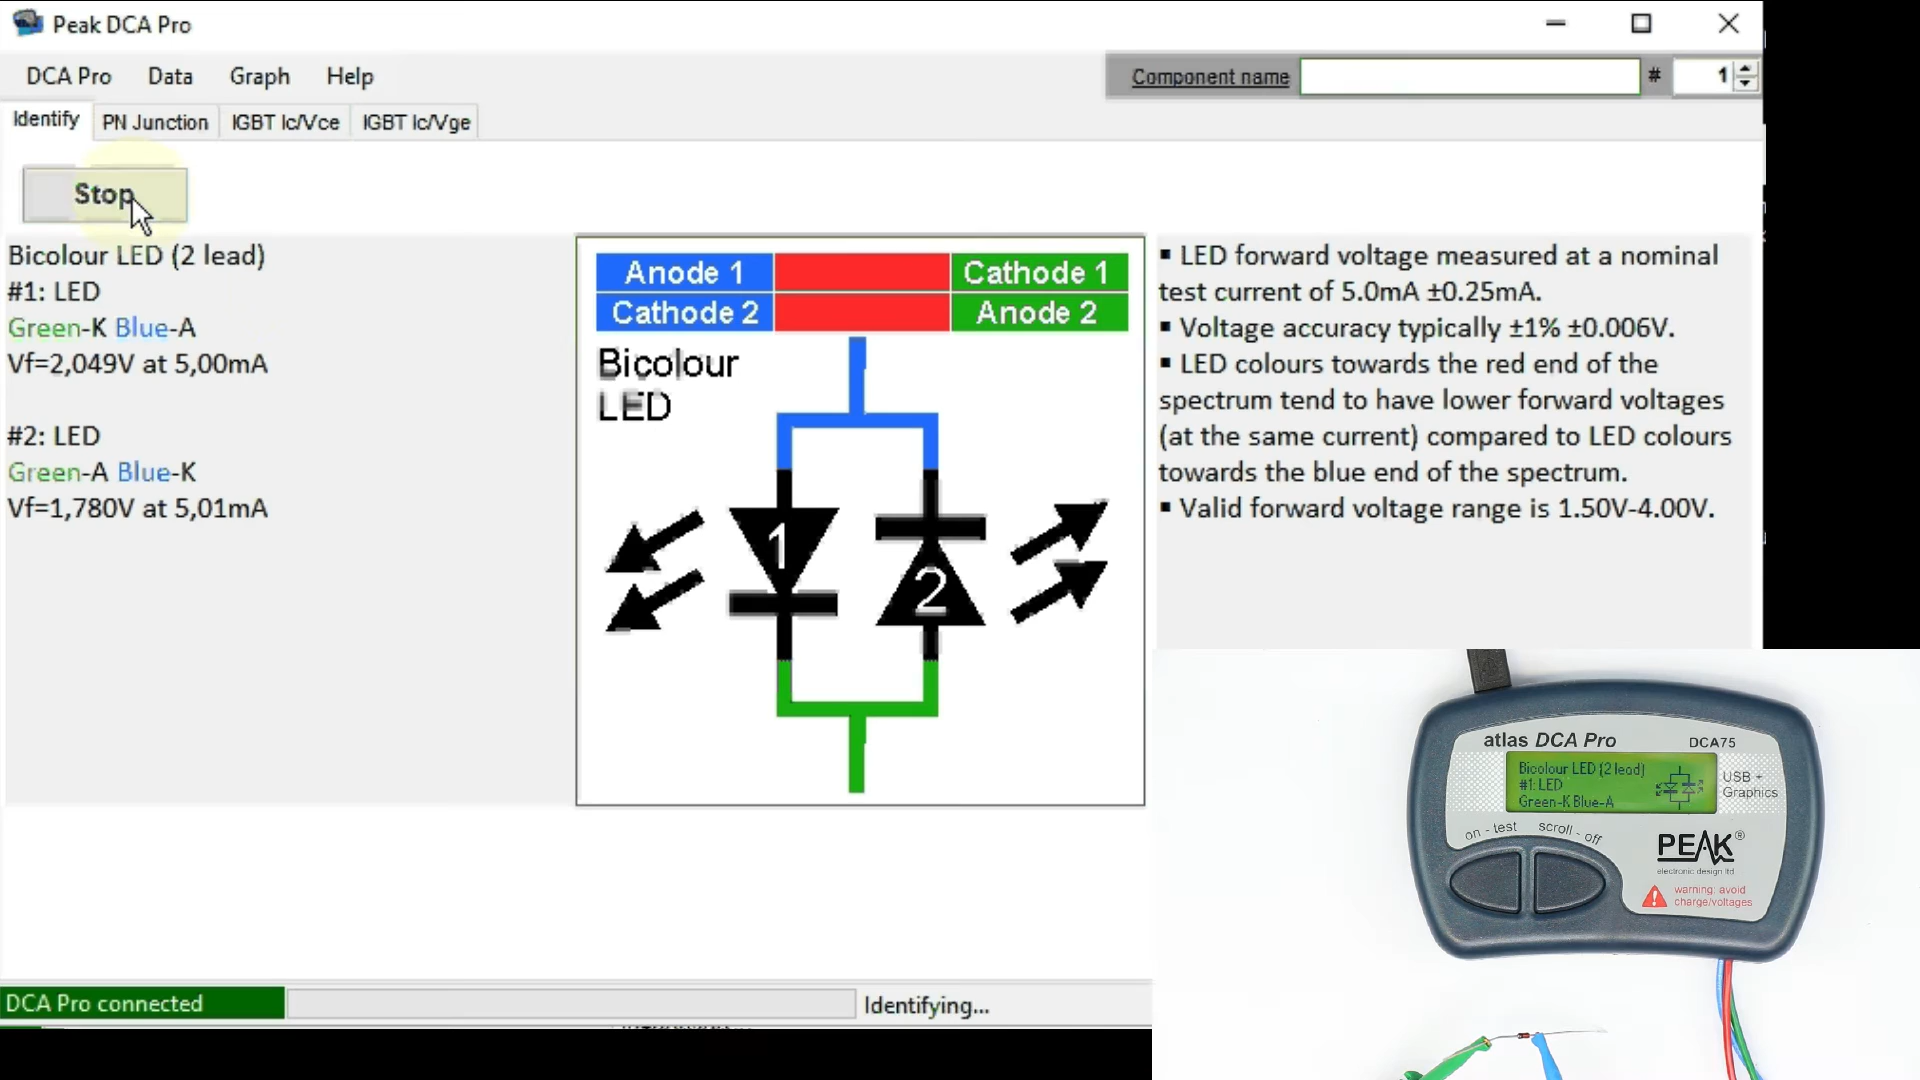 Peak DCA Pro
DCA Pro Data Graph Help
Component name # 1
Identify PN Junction IGBT Ic/Vce IGBT Ic/Vge
Stop
Bicolour LED (2 lead)
#1: LED
Green-K Blue-A
Vf=2,049V at 5,00mA
#2: LED
Green-A Blue-K
Vf=1,780V at 5,01mA
Anode 1 Cathode 1
Cathode 2 Anode 2
Bicolour
LED
1 2
▪ LED forward voltage measured at a nominal
test current of 5.0mA ±0.25mA.
▪ Voltage accuracy typically ±1% ±0.006V.
▪ LED colours towards the red end of the
spectrum tend to have lower forward voltages
(at the same current) compared to LED colours
towards the blue end of the spectrum.
▪ Valid forward voltage range is 1.50V-4.00V.
DCA Pro connected
Identifying...
atlas DCA Pro DCA75
Bicolour LED (2 lead)
#1: LED
Green-K Blue-A
USB +
Graphics
on - test scroll - off
PEAK®
electronic design ltd
warning: avoid
charge/voltages